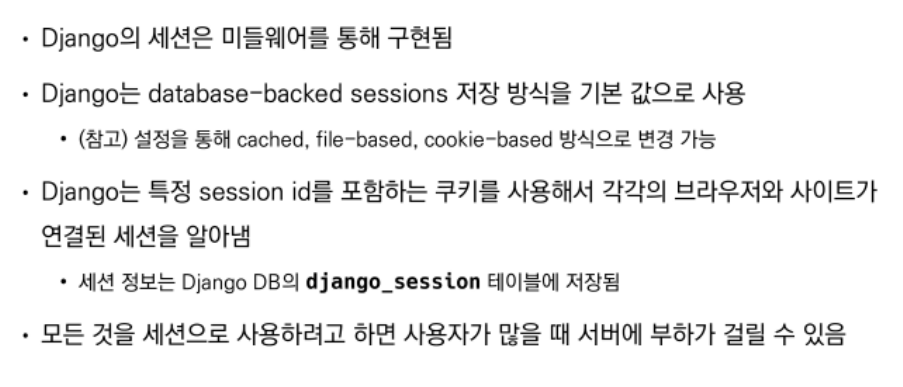 • Django의 세션은 미들웨어를 통해 구현됨
• Django는 database-backed sessions 저장 방식을 기본 값으로 사용
• (참고) 설정을 통해 cached, file-based, cookie-based 방식으로 변경 가능
• Django는 특정 session id를 포함하는 쿠키를 사용해서 각각의 브라우저와 사이트가
연결된 세션을 알아냄
• 세션 정보는 Django DB의 django_session 테이블에 저장됨
• 모든 것을 세션으로 사용하려고 하면 사용자가 많을 때 서버에 부하가 걸릴 수 있음